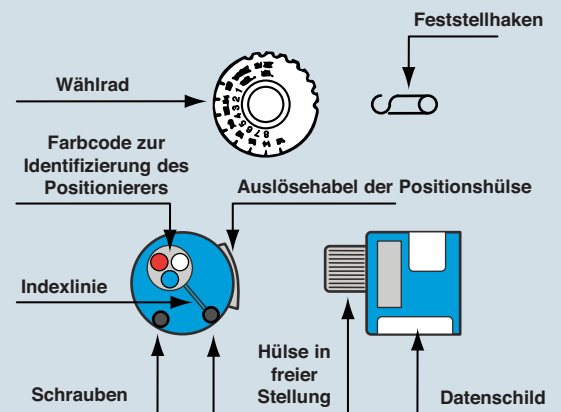 Feststellhaken
Wählrad
Farbcode zur
Identifizierung des
Positionierers
Auslösehabel der Positionshülse
Indexlinie
Hülse in
freier
Stellung
Schrauben
Datenschild